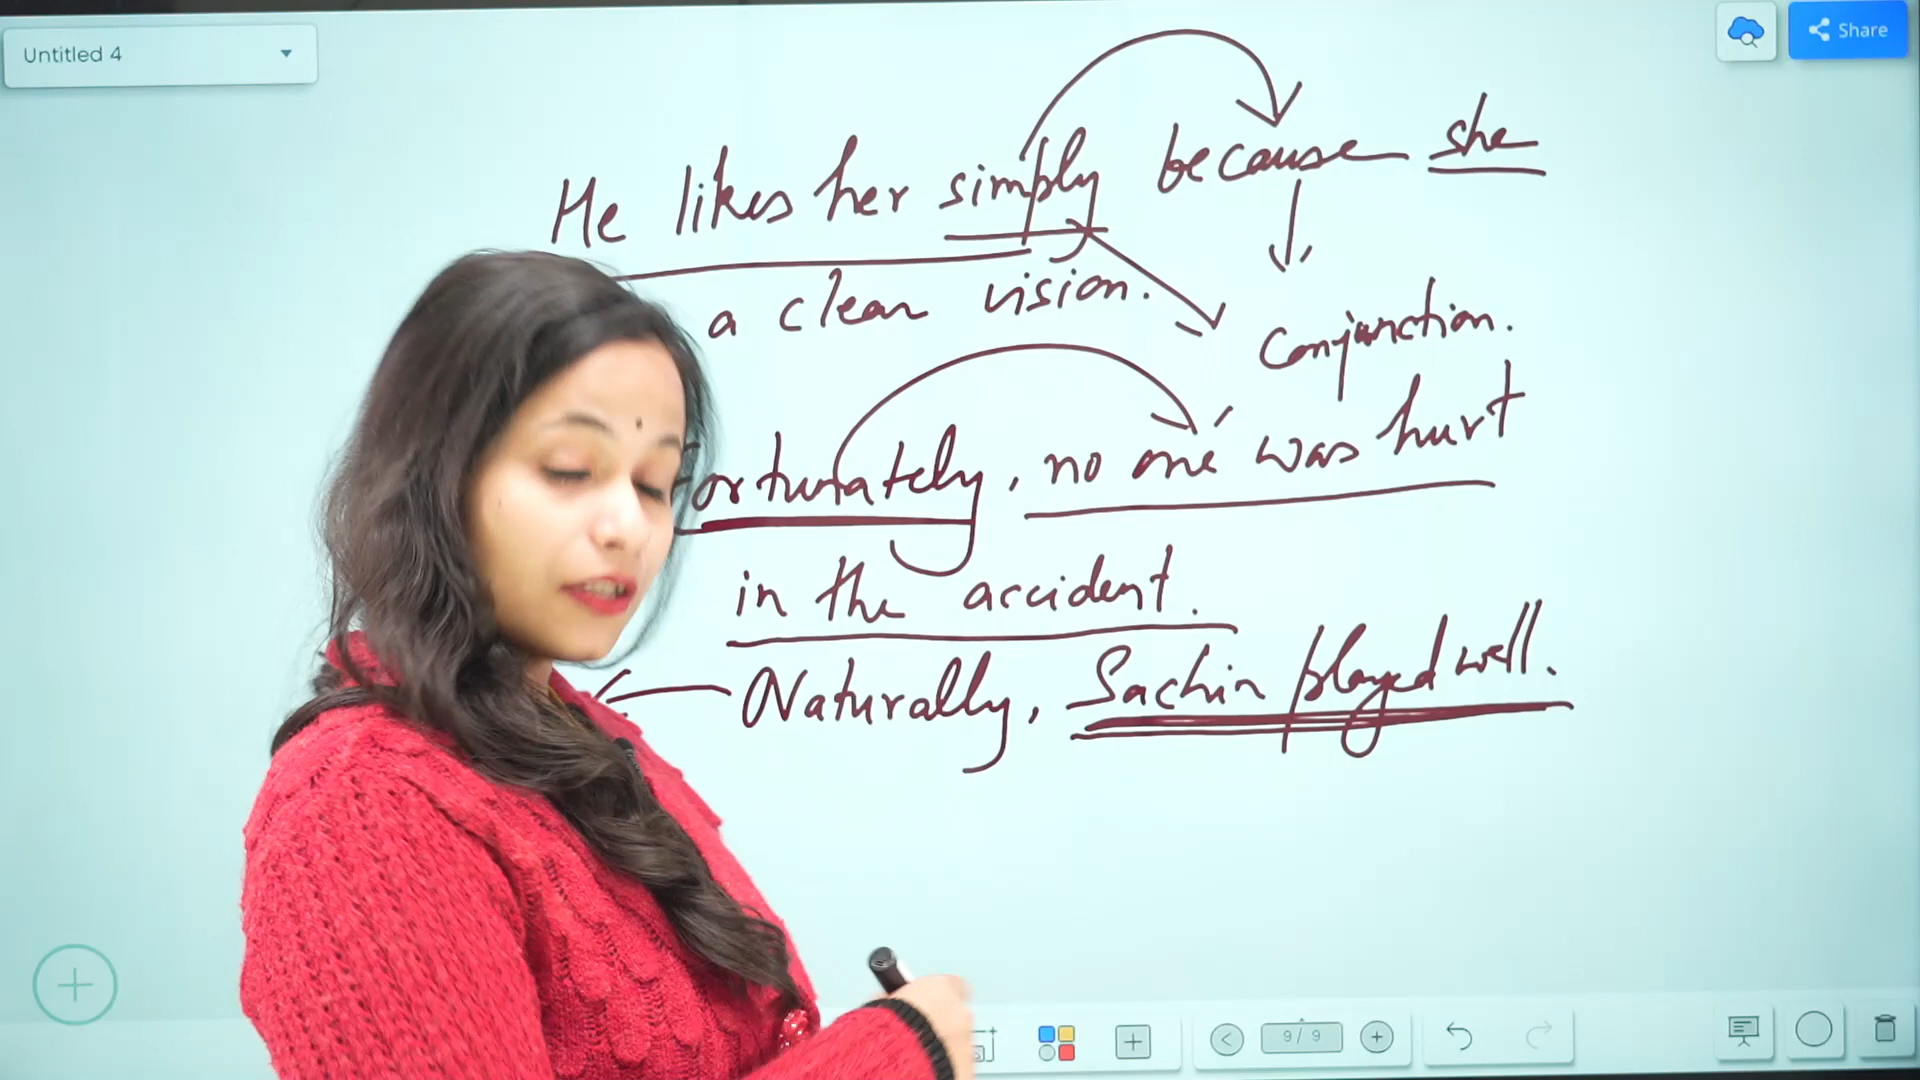 Untitled 4
Share
He likes her simply because she
a clear vision.
conjunction.
ortunately, no one was hurt
in the accident.
Naturally, Sachin played well.
9/9